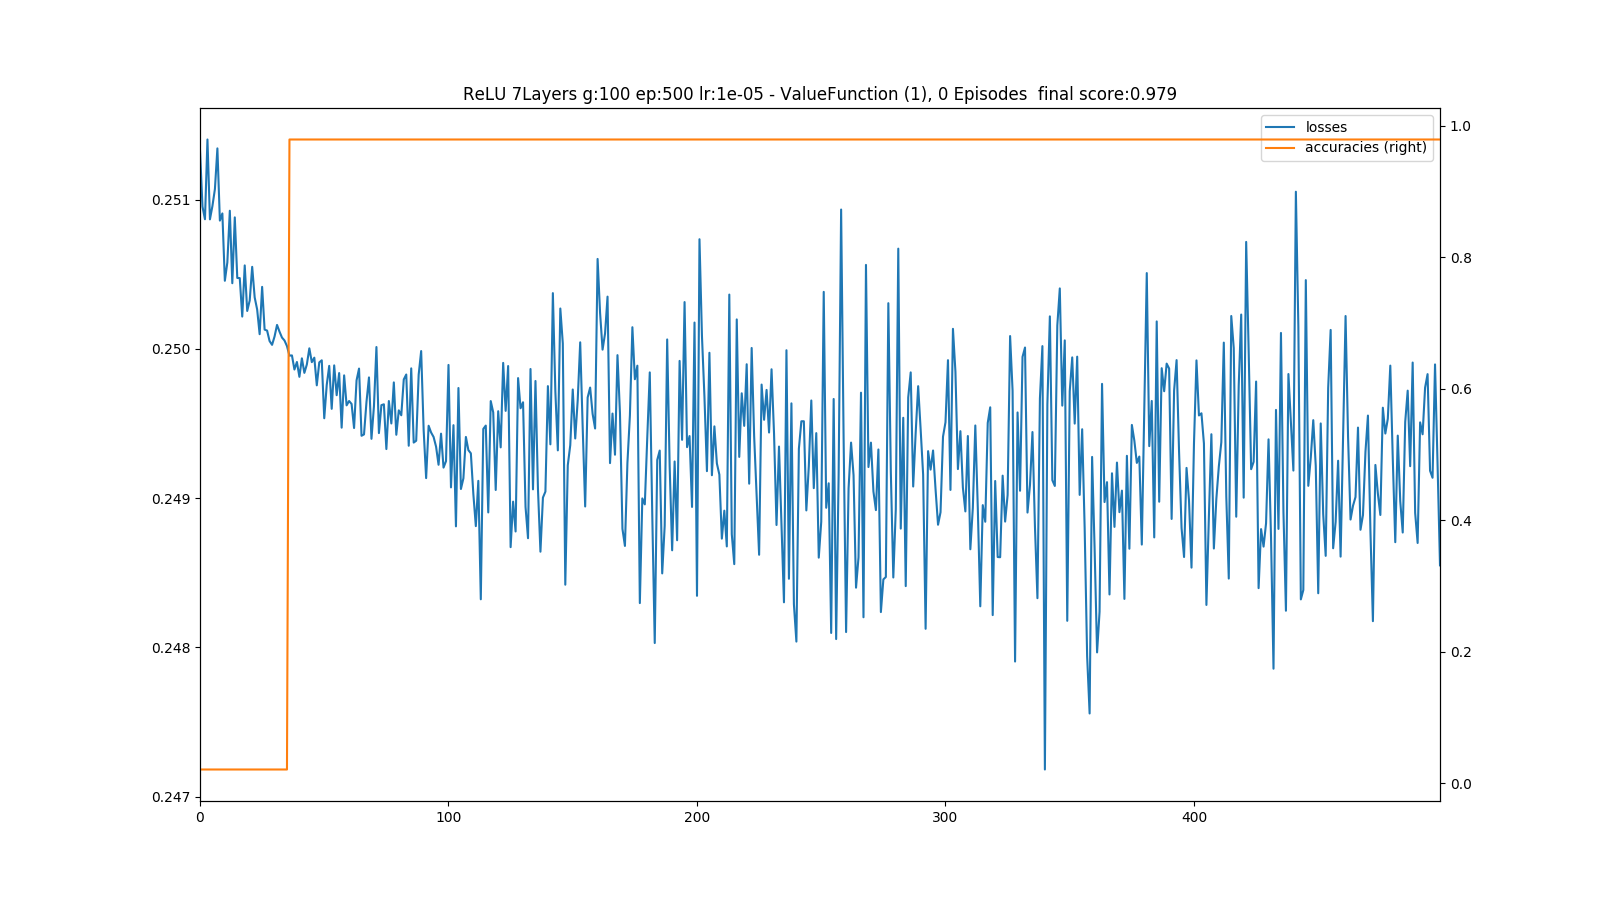 ReLU 7Layers g:100 ep:500 lr:1e-05 - ValueFunction (1), 0 Episodes  final score:0.979
losses
accuracies (right)
0.251
0.250
0.249
0.248
0.247
1.0
0.8
0.6
0.4
0.2
0.0
0 100 200 300 400